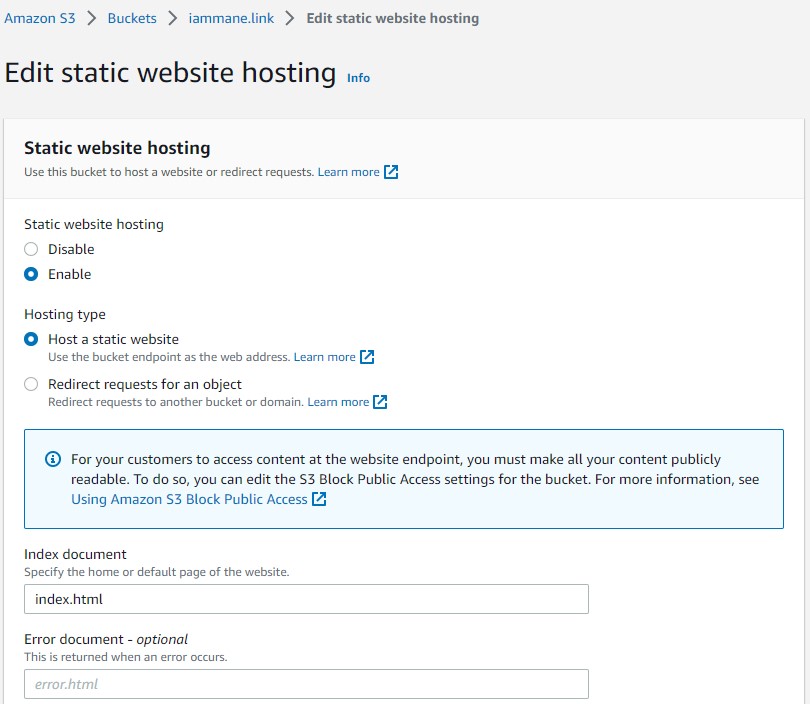 Amazon S3 > Buckets > iammane.link > Edit static website hosting
Edit static website hosting Info
Static website hosting
Use this bucket to host a website or redirect requests. Learn more
Static website hosting
Disable
Enable
Hosting type
Host a static website
Use the bucket endpoint as the web address. Learn more
Redirect requests for an object
Redirect requests to another bucket or domain. Learn more
For your customers to access content at the website endpoint, you must make all your content publicly
readable. To do so, you can edit the S3 Block Public Access settings for the bucket. For more information, see
Using Amazon S3 Block Public Access
Index document
Specify the home or default page of the website.
index.html
Error document - optional
This is returned when an error occurs.
error.html